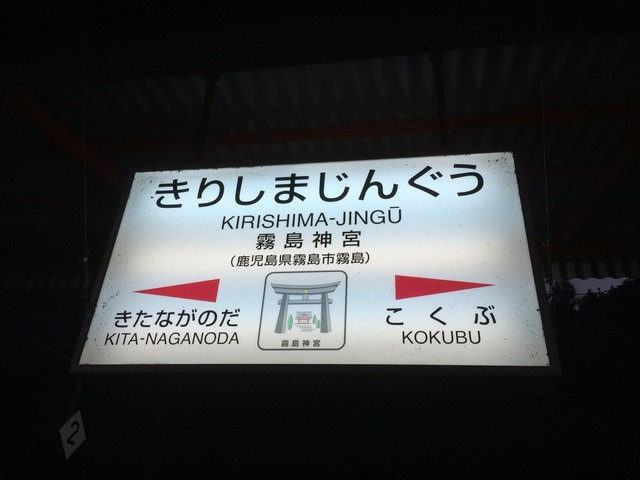 きりしまじんぐう
KIRISHIMA-JINGŪ
霧島神宮
(鹿児島県霧島市霧島)
きたながのだ
KITA-NAGANODA
こくぶ
KOKUBU
霧島神宮
2